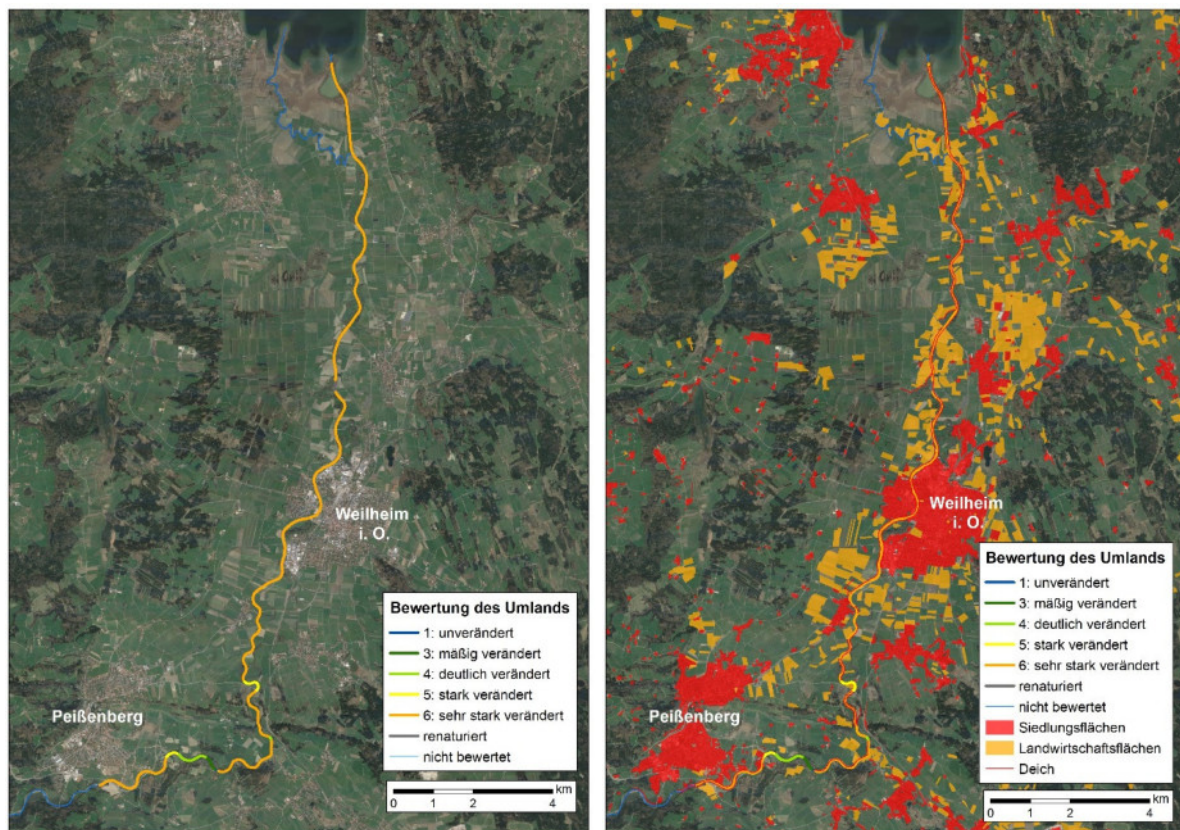 Weilheim
i. O.
Peißenberg
Bewertung des Umlands
1: unverändert
3: mäßig verändert
4: deutlich verändert
5: stark verändert
6: sehr stark verändert
renaturiert
nicht bewertet
km
0 1 2 4
Weilheim
i. O.
Peißenberg
Bewertung des Umlands
1: unverändert
3: mäßig verändert
4: deutlich verändert
5: stark verändert
6: sehr stark verändert
renaturiert
nicht bewertet
Siedlungsflächen
Landwirtschaftsflächen
Deich
km
0 1 2 4